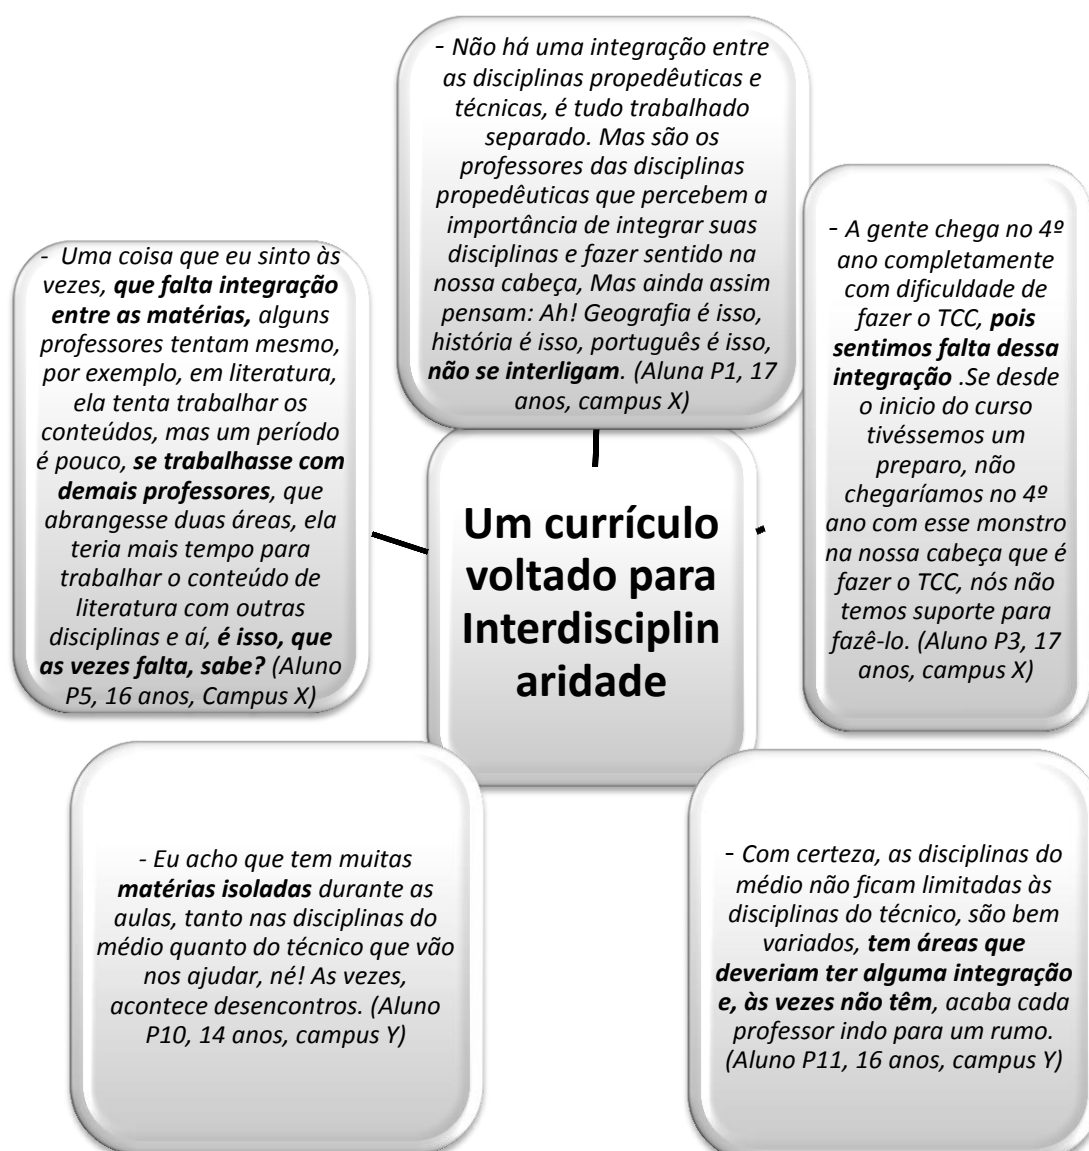 - Não há uma integração entre
as disciplinas propedêuticas e
técnicas, é tudo trabalhado
separado. Mas são os
professores das disciplinas
propedêuticas que percebem a
importância de integrar suas
disciplinas e fazer sentido na
nossa cabeça, Mas ainda assim
pensam: Ah! Geografia é isso,
história é isso, português é isso,
não se interligam. (Aluna P1, 17
anos, campus X)
- Uma coisa que eu sinto às
vezes, que falta integração
entre as matérias, alguns
professores tentam mesmo,
por exemplo, em literatura,
ela tenta trabalhar os
conteúdos, mas um período
é pouco, se trabalhasse com
demais professores, que
abrangesse duas áreas, ela
teria mais tempo para
trabalhar o conteúdo de
literatura com outras
disciplinas e aí, é isso, que
as vezes falta, sabe? (Aluno
P5, 16 anos, Campus X)
Um currículo
voltado para
Interdisciplin
aridade
- A gente chega no 4º
ano completamente
com dificuldade de
fazer o TCC, pois
sentimos falta dessa
integração .Se desde
o inicio do curso
tivéssemos um
preparo, não
chegaríamos no 4º
ano com esse monstro
na nossa cabeça que é
fazer o TCC, nós não
temos suporte para
fazê-lo. (Aluno P3, 17
anos, campus X)
- Eu acho que tem muitas
matérias isoladas durante as
aulas, tanto nas disciplinas do
médio quanto do técnico que vão
nos ajudar, né! As vezes,
acontece desencontros. (Aluno
P10, 14 anos, campus Y)
- Com certeza, as disciplinas do
médio não ficam limitadas às
disciplinas do técnico, são bem
variados, tem áreas que
deveriam ter alguma integração
e, às vezes não têm, acaba cada
professor indo para um rumo.
(Aluno P11, 16 anos, campus Y)